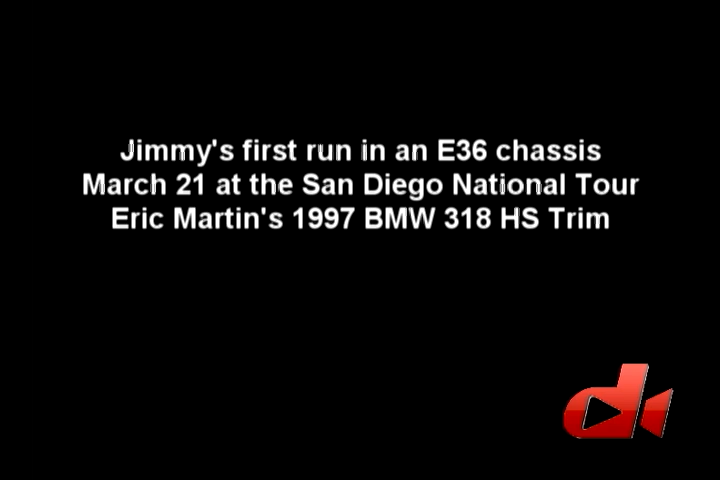 Jimmy's first run in an E36 chassis
March 21 at the San Diego National Tour
Eric Martin's 1997 BMW 318 HS Trim